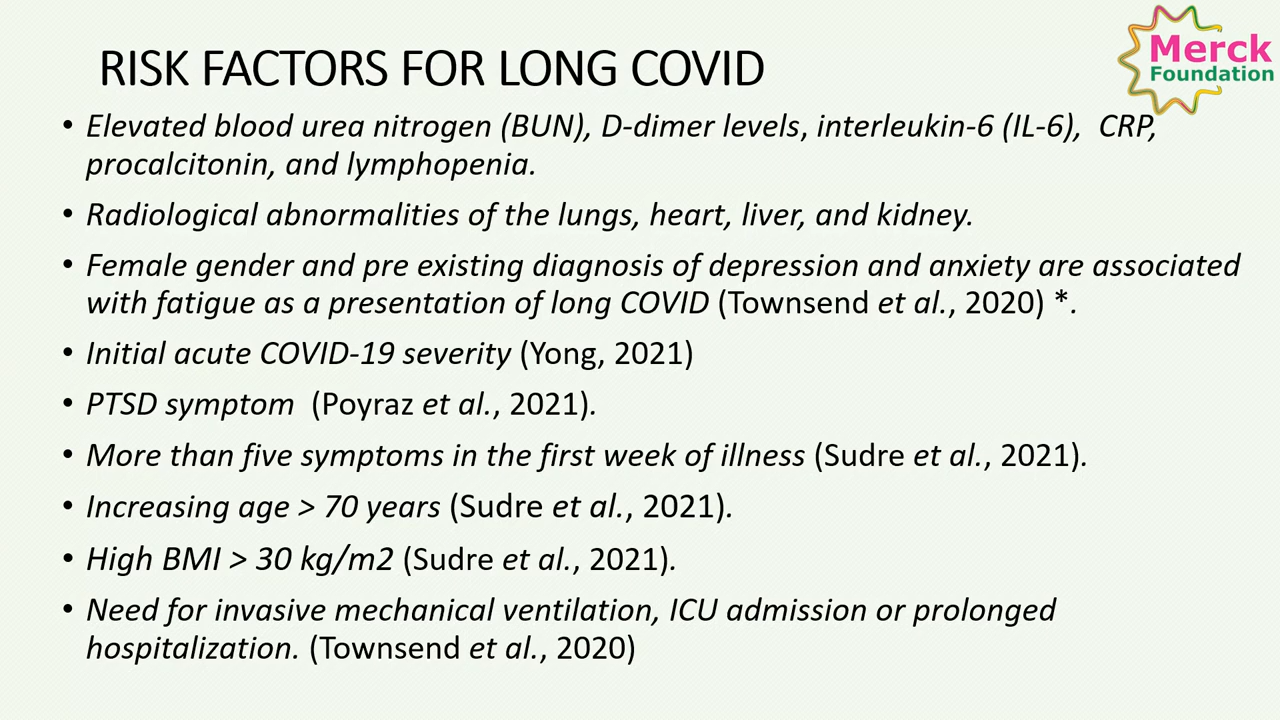 RISK FACTORS FOR LONG COVID
Merck
Foundation
• Elevated blood urea nitrogen (BUN), D-dimer levels, interleukin-6 (IL-6),  CRP,
procalcitonin, and lymphopenia.
• Radiological abnormalities of the lungs, heart, liver, and kidney.
• Female gender and pre existing diagnosis of depression and anxiety are associated
with fatigue as a presentation of long COVID (Townsend et al., 2020) *.
• Initial acute COVID-19 severity (Yong, 2021)
• PTSD symptom  (Poyraz et al., 2021).
• More than five symptoms in the first week of illness (Sudre et al., 2021).
• Increasing age > 70 years (Sudre et al., 2021).
• High BMI > 30 kg/m2 (Sudre et al., 2021).
• Need for invasive mechanical ventilation, ICU admission or prolonged
hospitalization. (Townsend et al., 2020)